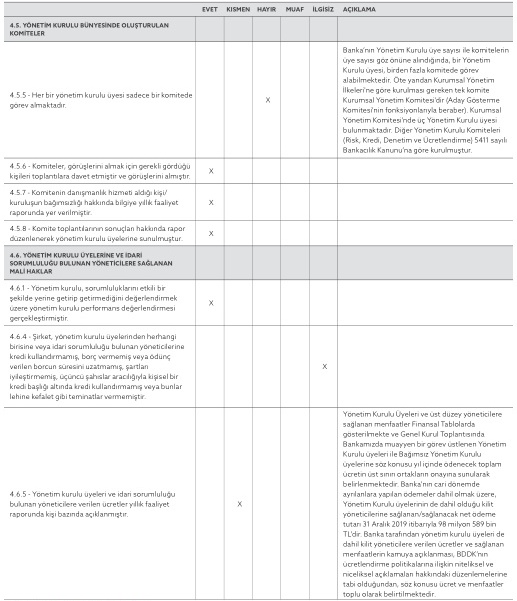 EVET KISMEN HAYIR MUAF İLGİSİZ AÇIKLAMA
4.5. YÖNETİM KURULU BÜNYESİNDE OLUŞTURULAN
KOMİTELER
4.5.5 - Her bir yönetim kurulu üyesi sadece bir komitede
görev almaktadır.
X
Banka'nın Yönetim Kurulu üye sayısı ile komitelerin
üye sayısı göz önüne alındığında, bir Yönetim
Kurulu üyesi, birden fazla komitede görev
alabilmektedir. Öte yandan Kurumsal Yönetim
İlkeleri'ne göre kurulması gereken tek komite
Kurumsal Yönetim Komitesi'dir (Aday Gösterme
Komitesi'nin fonksiyonlarıyla beraber). Kurumsal
Yönetim Komitesi'nde üç Yönetim Kurulu üyesi
bulunmaktadır. Diğer Yönetim Kurulu Komiteleri
(Risk, Kredi, Denetim ve Ücretlendirme) 5411 sayılı
Bankacılık Kanunu'na göre kurulmuştur.
4.5.6 - Komiteler, görüşlerini almak için gerekli gördüğü
kişileri toplantılara davet etmiştir ve görüşlerini almıştır.
X
4.5.7 - Komitenin danışmanlık hizmeti aldığı kişi/
kuruluşun bağımsızlığı hakkında bilgiye yıllık faaliyet
raporunda yer verilmiştir.
X
4.5.8 - Komite toplantılarının sonuçları hakkında rapor
düzenlenerek yönetim kurulu üyelerine sunulmuştur.
X
4.6. YÖNETİM KURULU ÜYELERİNE VE İDARİ
SORUMLULUĞU BULUNAN YÖNETİCİLERE SAĞLANAN
MALİ HAKLAR
4.6.1 - Yönetim kurulu, sorumluluklarını etkili bir
şekilde yerine getirip getirmediğini değerlendirmek
üzere yönetim kurulu performans değerlendirmesi
gerçekleştirmiştir.
X
4.6.4 - Şirket, yönetim kurulu üyelerinden herhangi
birisine veya idari sorumluluğu bulunan yöneticilerine
kredi kullandırmamış, borç vermemiş veya ödünç
verilen borcun süresini uzatmamış, şartları
iyileştirmemiş, üçüncü şahıslar aracılığıyla kişisel bir
kredi başlığı altında kredi kullandırmamış veya bunlar
lehine kefalet gibi teminatlar vermemiştir.
X
4.6.5 - Yönetim kurulu üyeleri ve idari sorumluluğu
bulunan yöneticilere verilen ücretler yıllık faaliyet
raporunda kişi bazında açıklanmıştır.
X
Yönetim Kurulu Üyeleri ve üst düzey yöneticilere
sağlanan menfaatler Finansal Tablolarda
gösterilmekte ve Genel Kurul Toplantısında
Bankamızda muayyen bir görev üstlenen Yönetim
Kurulu üyeleri ile Bağımsız Yönetim Kurulu
üyelerine söz konusu yıl içinde ödenecek toplam
ücretin üst sınırı ortakların onayına sunularak
belirlenmektedir. Banka'nın cari dönemde
ayrılanlara yapılan ödemeler dahil olmak üzere,
Yönetim Kurulu üyelerinin de dahil olduğu kilit
yöneticilerine sağlanan/sağlanacak net ödeme
tutarı 31 Aralık 2019 itibarıyla 98 milyon 589 bin
TL'dir. Banka tarafından yönetim kurulu üyeleri de
dahil kilit yöneticilere verilen ücretler ve sağlanan
menfaatlerin kamuya açıklanması, BDDK'nın
ücretlendirme politikalarına ilişkin niteliksel ve
niceliksel açıklamaları hakkındaki düzenlemelerine
tabi olduğundan, söz konusu ücret ve menfaatler
toplu olarak belirtilmektedir.